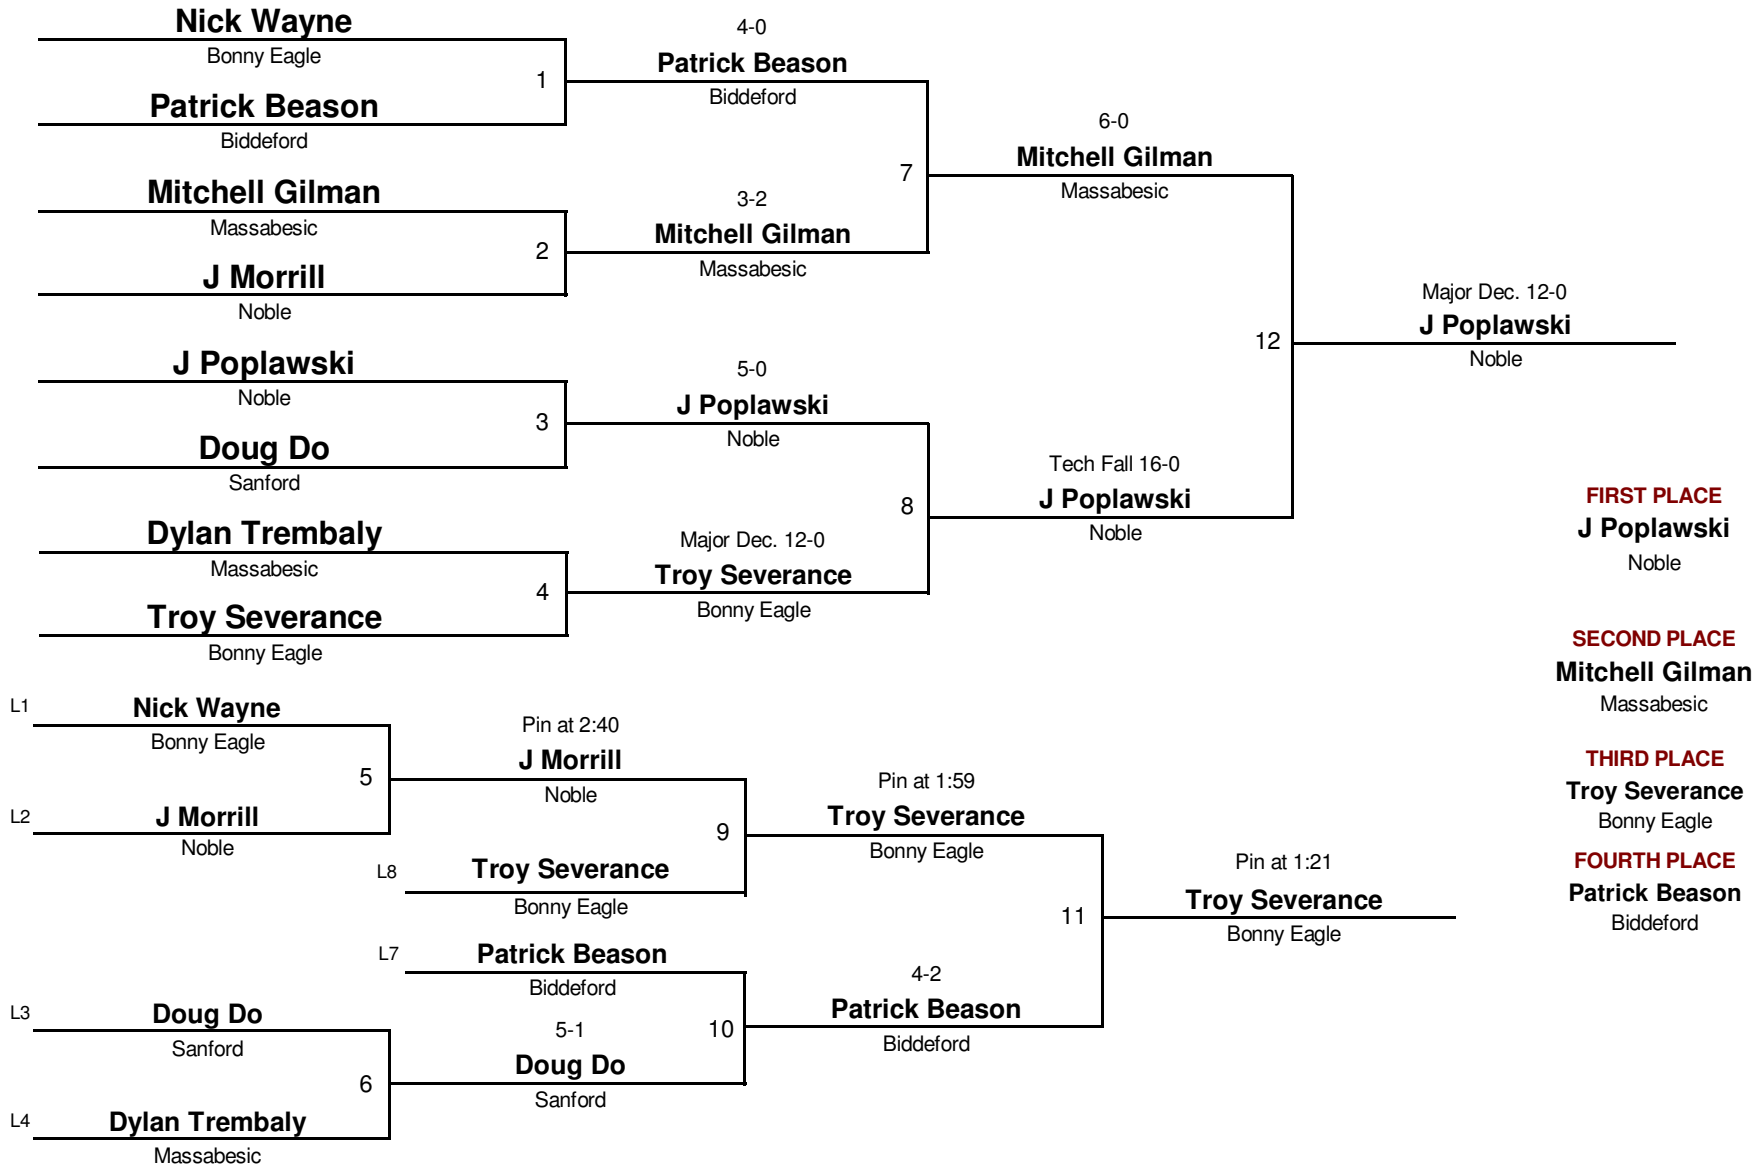 Nick Wayne
Bonny Eagle
1
Patrick Beason
Biddeford
Mitchell Gilman
Massabesic
2
J Morrill
Noble
J Poplawski
Noble
3
Doug Do
Sanford
Dylan Trembaly
Massabesic
4
Troy Severance
Bonny Eagle
4-0
Patrick Beason
Biddeford
7
3-2
Mitchell Gilman
Massabesic
5-0
J Poplawski
Noble
8
Major Dec. 12-0
Troy Severance
Bonny Eagle
6-0
Mitchell Gilman
Massabesic
12
Tech Fall 16-0
J Poplawski
Noble
Major Dec. 12-0
J Poplawski
Noble
L1
Nick Wayne
Bonny Eagle
5
L2
J Morrill
Noble
L3
Doug Do
Sanford
6
L4
Dylan Trembaly
Massabesic
Pin at 2:40
J Morrill
Noble
9
L8
Troy Severance
Bonny Eagle
L7
Patrick Beason
Biddeford
10
5-1
Doug Do
Sanford
Pin at 1:59
Troy Severance
Bonny Eagle
11
4-2
Patrick Beason
Biddeford
Pin at 1:21
Troy Severance
Bonny Eagle
FIRST PLACE
J Poplawski
Noble
SECOND PLACE
Mitchell Gilman
Massabesic
THIRD PLACE
Troy Severance
Bonny Eagle
FOURTH PLACE
Patrick Beason
Biddeford